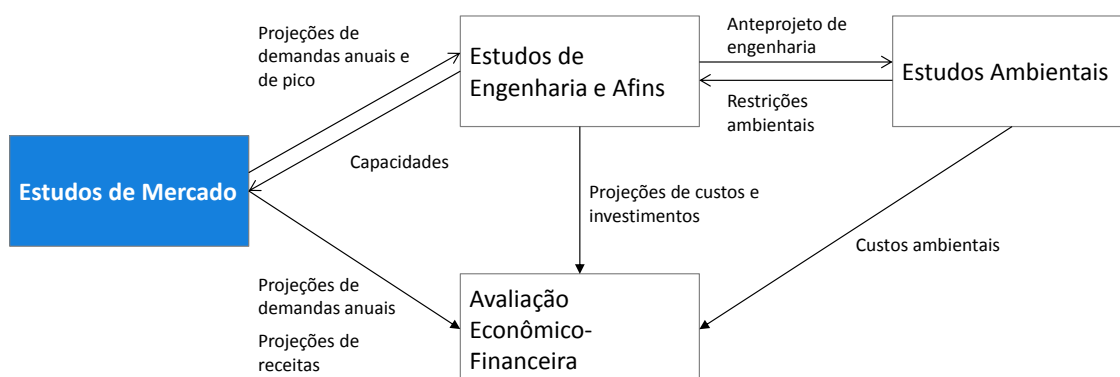 Projeções de
demandas anuais e
de pico
Estudos de
Engenharia e Afins
Anteprojeto de
engenharia
Estudos Ambientais
Restrições
ambientais
Capacidades
Estudos de Mercado
Projeções de custos e
investimentos
Custos ambientais
Projeções de
demandas anuais
Projeções de
receitas
Avaliação
Econômico-
Financeira